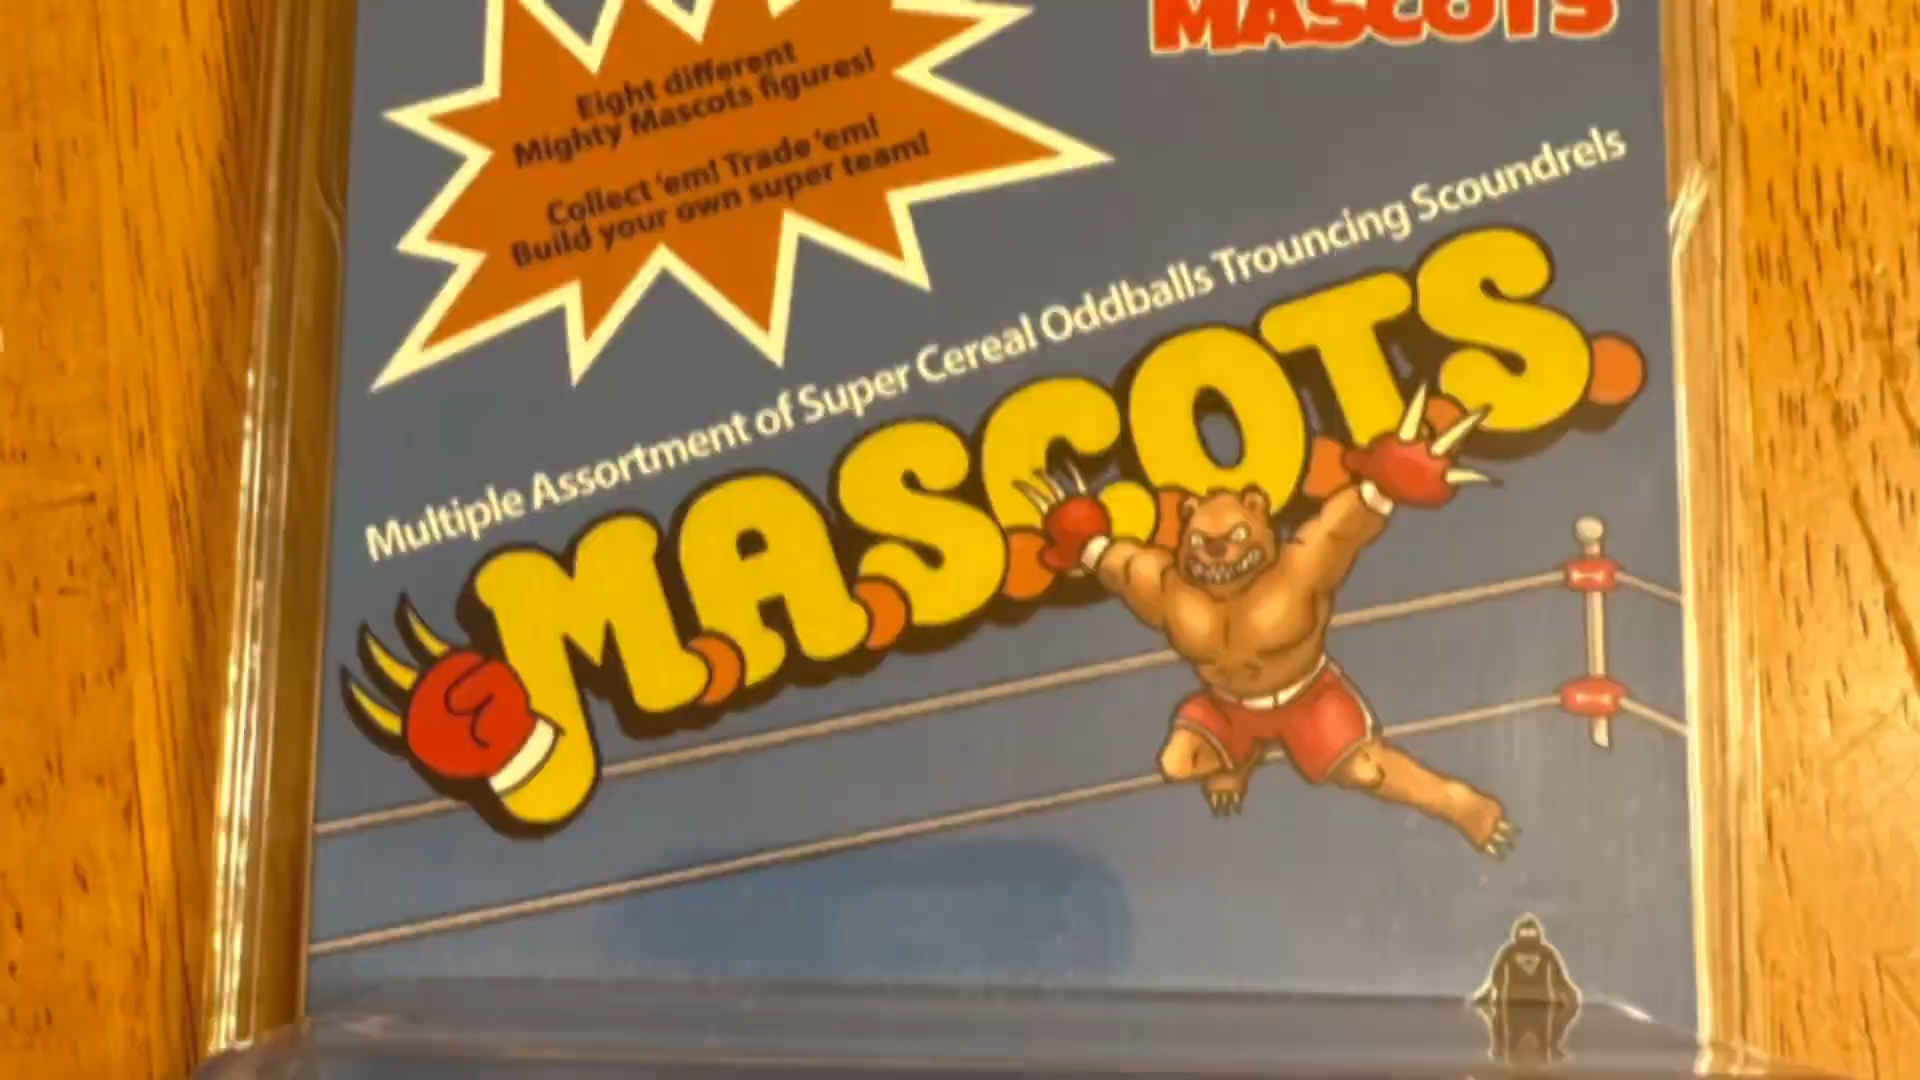 MASCOTS
Eight different
Mighty Mascots figures!
Collect 'em! Trade 'em!
Build your own super team!
Multiple Assortment of Super Cereal Oddballs Trouncing Scoundrels
M.A.S.C.O.T.S.